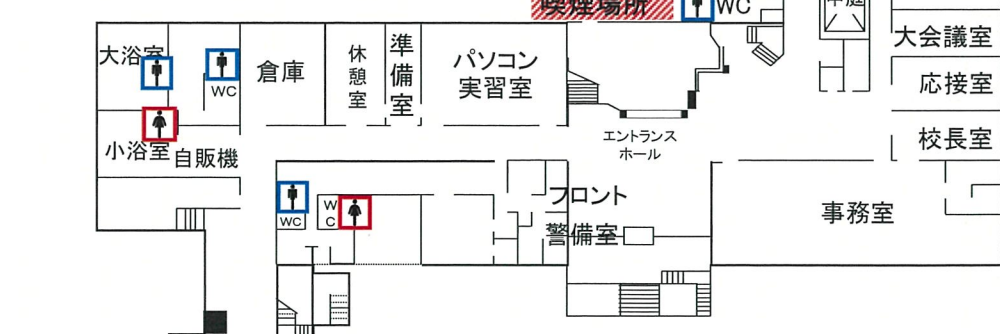 喫煙場所
WC
中庭
大浴室
WC
倉庫
休憩室
準備室
パソコン
実習室
大会議室
応接室
校長室
エントランス
ホール
小浴室
自販機
WC
WC
フロント
警備室
事務室